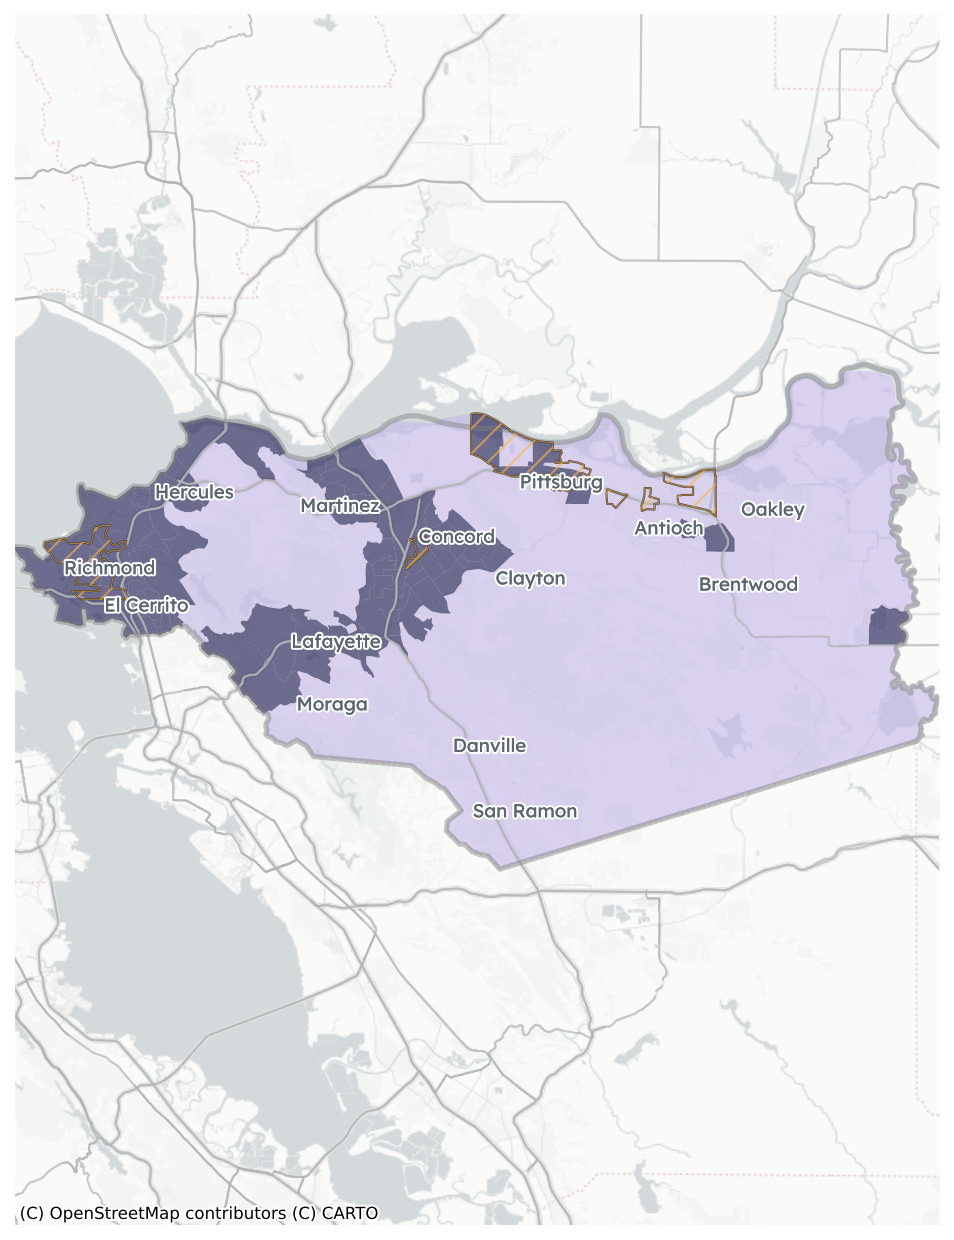 Hercules
Martinez
Pittsburg
Oakley
Antioch
Concord
Richmond
Clayton
Brentwood
El Cerrito
Lafayette
Moraga
Danville
San Ramon
(C) OpenStreetMap contributors (C) CARTO